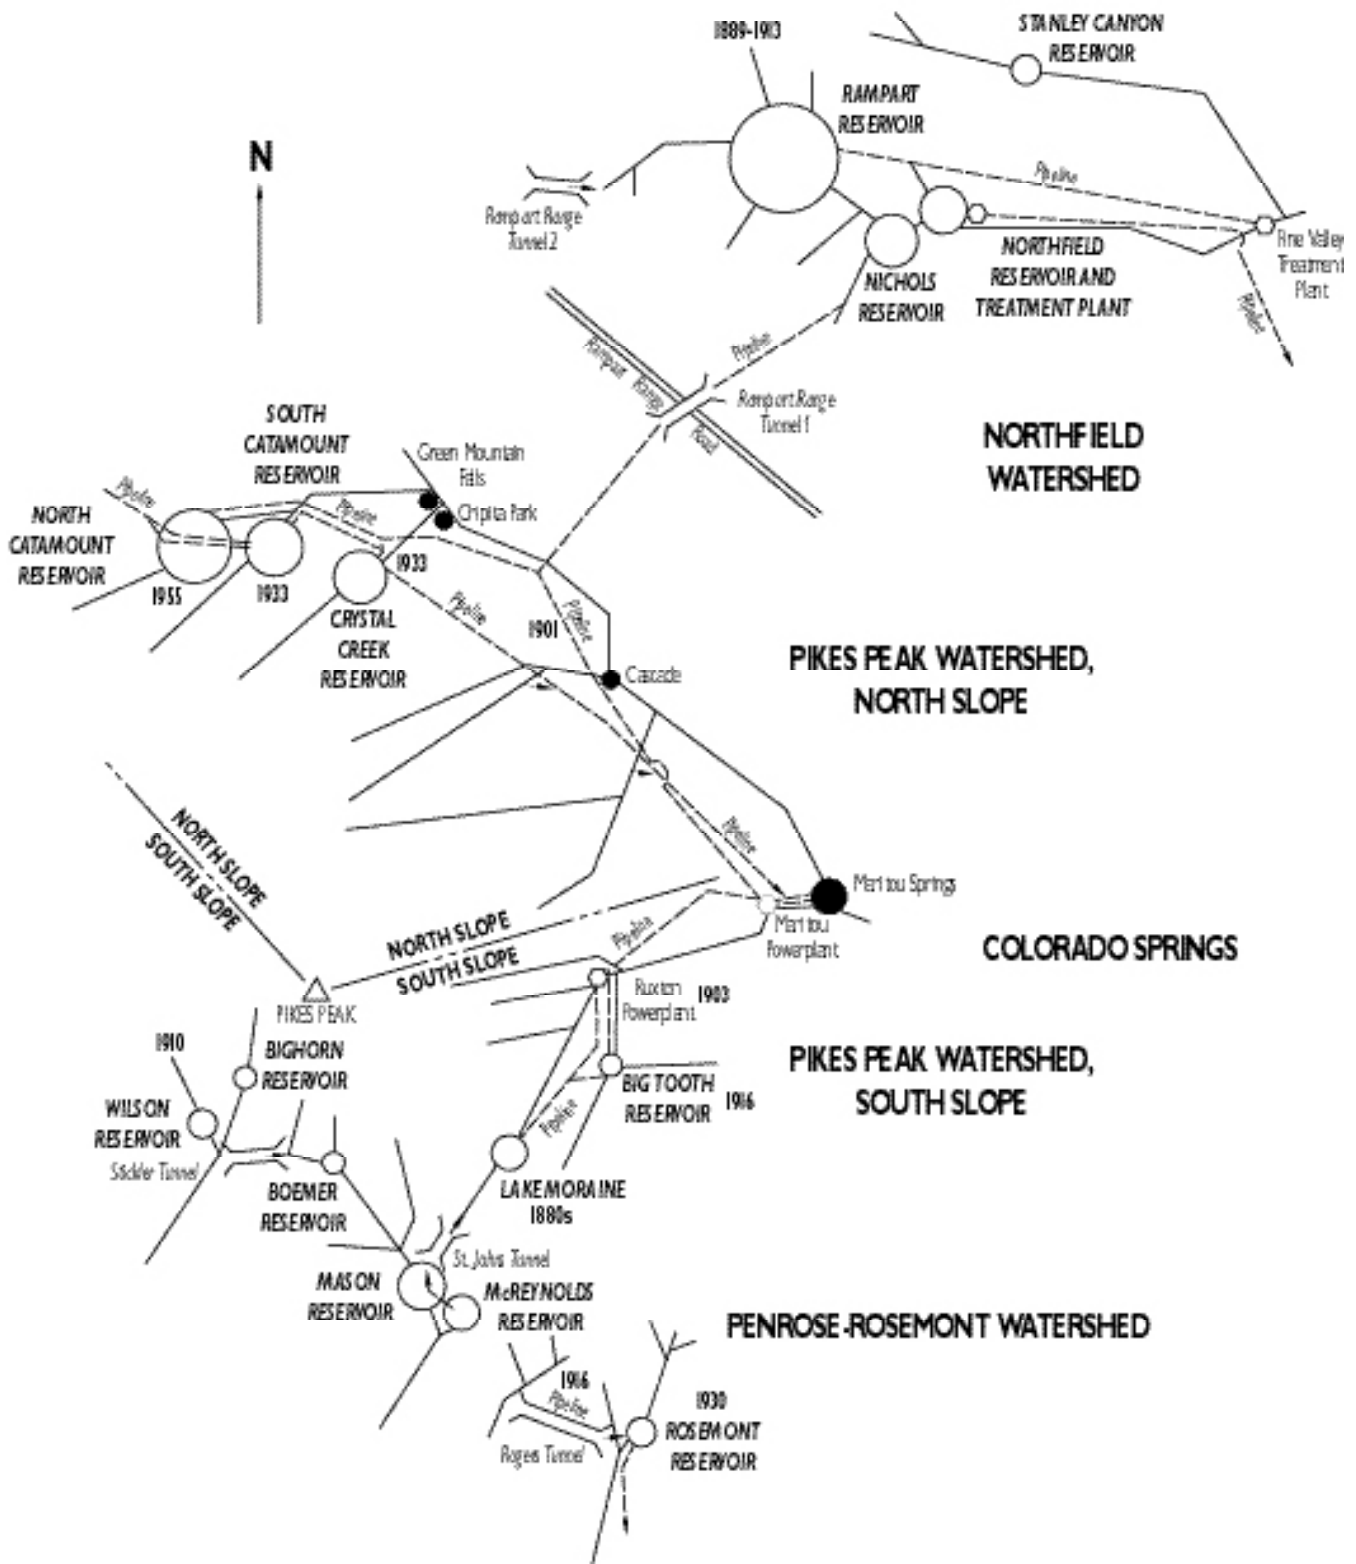 STANLEY CANYON
RESERVOIR
1889-1913
RAMPART
RESERVOIR
N
Pipeline
Rampart Range
Tunnel 2
NICHOLS
RESERVOIR
NORTHFIELD
RESERVOIR AND
TREATMENT PLANT
Pine Valley
Treatment
Plant
Pipeline
Pipeline
Rampart Range Road
Rampart Range
Tunnel 1
NORTHFIELD
WATERSHED
SOUTH
CATAMOUNT
RESERVOIR
Green Mountain
Falls
Chipita Park
Pipeline
Pipeline
NORTH
CATAMOUNT
RESERVOIR
1955
1933
1933
CRYSTAL
CREEK
RESERVOIR
Pipeline
1901
Pipeline
Cascade
PIKES PEAK WATERSHED,
NORTH SLOPE
NORTH SLOPE
SOUTH SLOPE
Pipeline
Manitou Springs
Manitou
Powerplant
NORTH SLOPE
SOUTH SLOPE
Pipeline
COLORADO SPRINGS
PIKES PEAK
Ruxton
Powerplant
1903
1910
BIGHORN
RESERVOIR
WILSON
RESERVOIR
BIG TOOTH
RESERVOIR
1916
PIKES PEAK WATERSHED,
SOUTH SLOPE
Pipeline
Stickler Tunnel
BOEMER
RESERVOIR
LAKE MORAINE
1880s
St. Johns Tunnel
MASON
RESERVOIR
McREYNOLDS
RESERVOIR
PENROSE-ROSEMONT WATERSHED
1916
Pipeline
1930
ROSEMONT
RESERVOIR
Rogers Tunnel